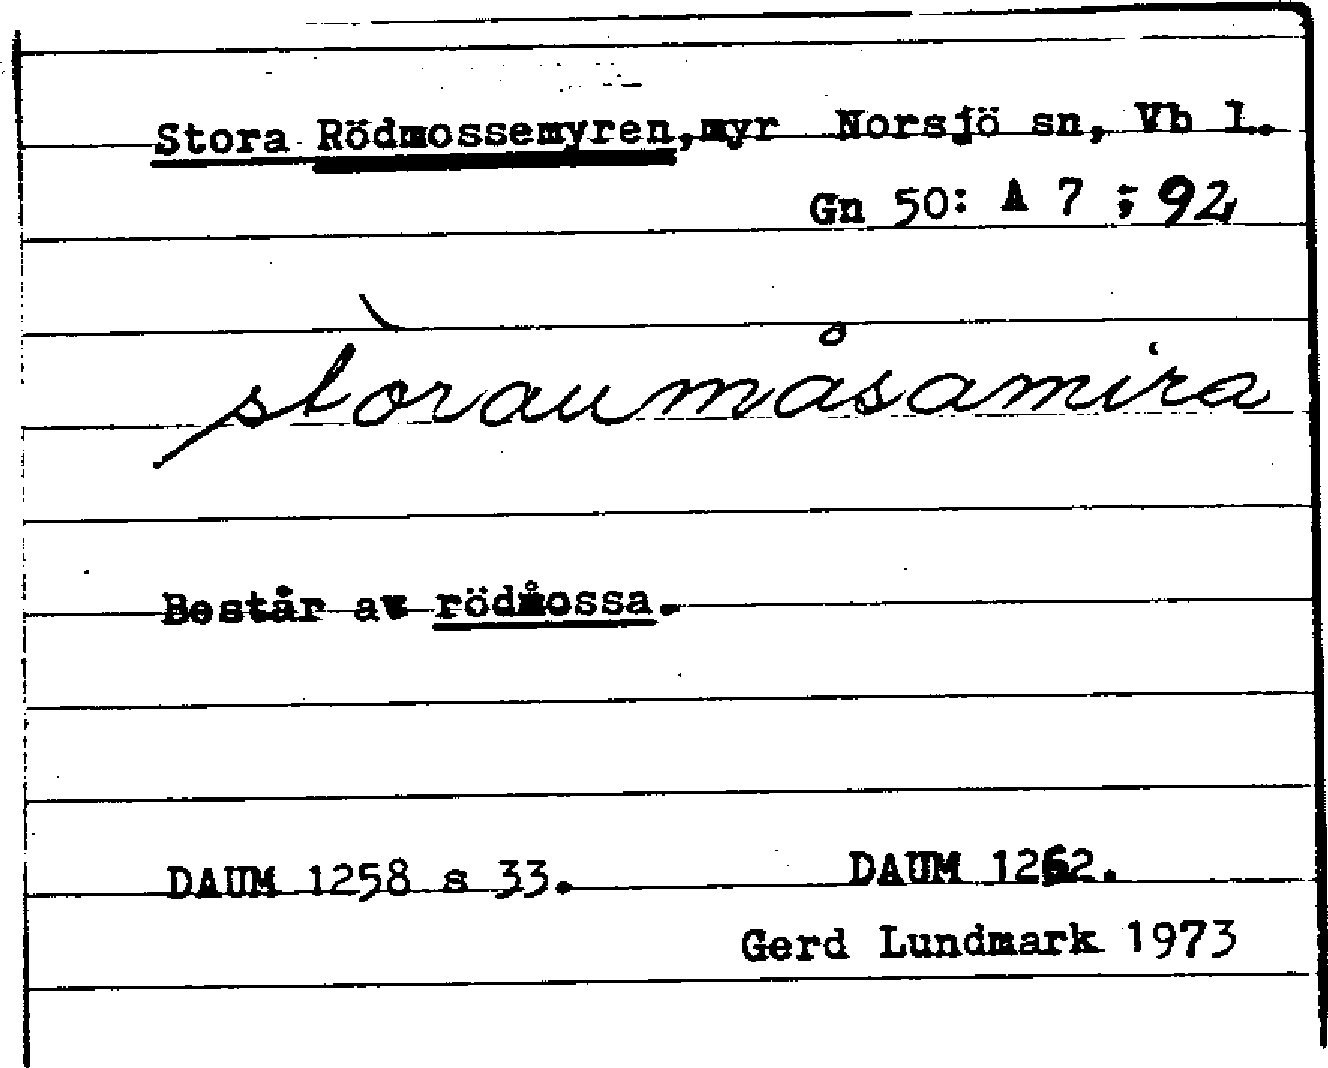 Stora Rödmossemyren, myr Norsjö sn, Vb l.
Gn 50: A 7 ; 92
Består av rödmossa.
DAUM 1258 s 33. DAUM 1262.
Gerd Lundmark 1973